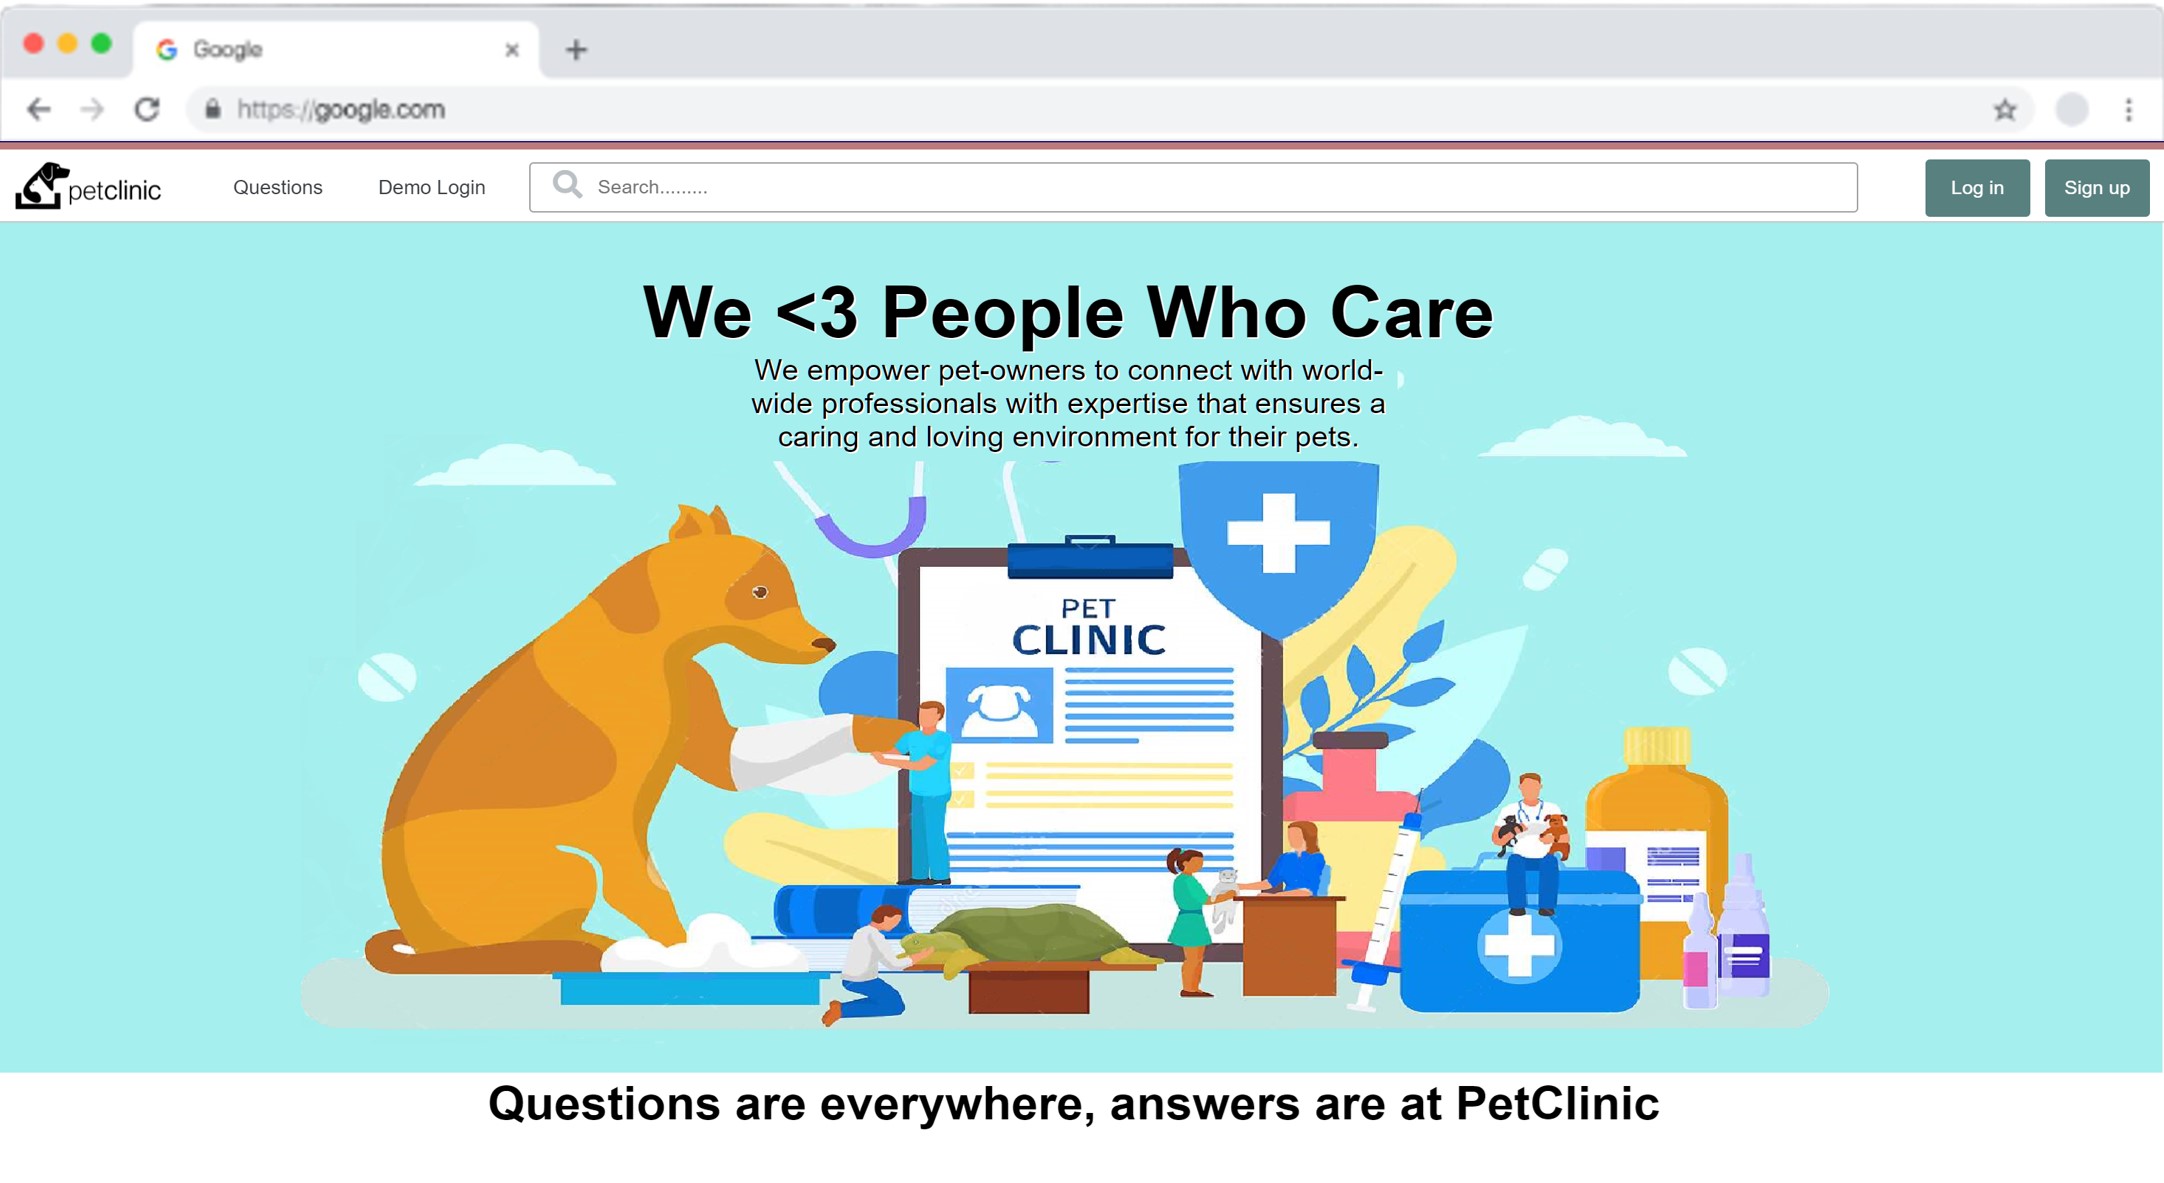 Google
https://google.com
petclinic
Questions
Demo Login
Search.........
Log in
Sign up
We <3 People Who Care
We empower pet-owners to connect with world-
wide professionals with expertise that ensures a
caring and loving environment for their pets.
PET
CLINIC
Questions are everywhere, answers are at PetClinic